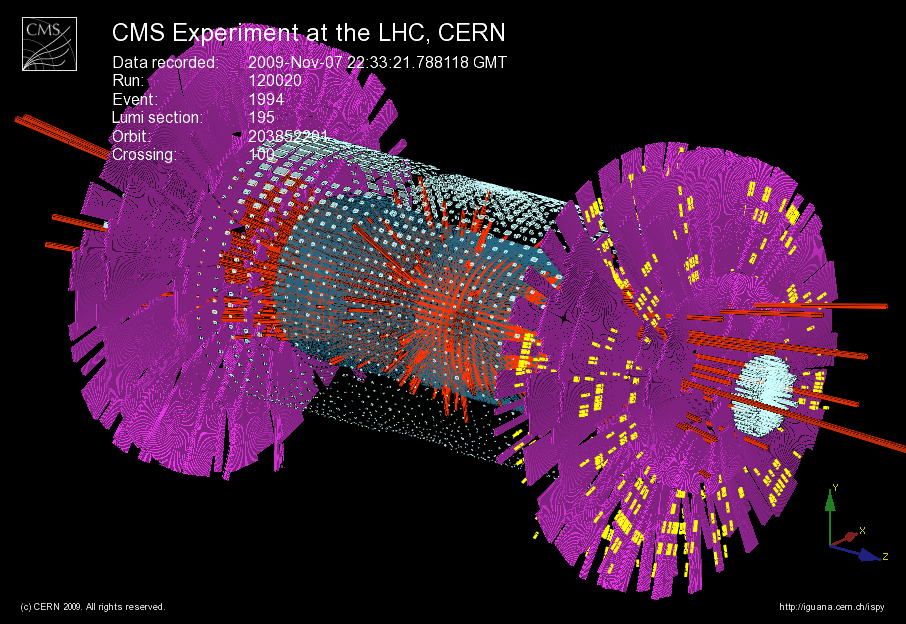 CMS
CMS Experiment at the LHC, CERN
Data recorded: 2009-Nov-07 22:33:21.788118 GMT
Run: 120020
Event: 1994
Lumi section: 195
Orbit: 203852201
Crossing: 100
Y
X
Z
(c) CERN 2009. All rights reserved.
http://iguana.cern.ch/ispy